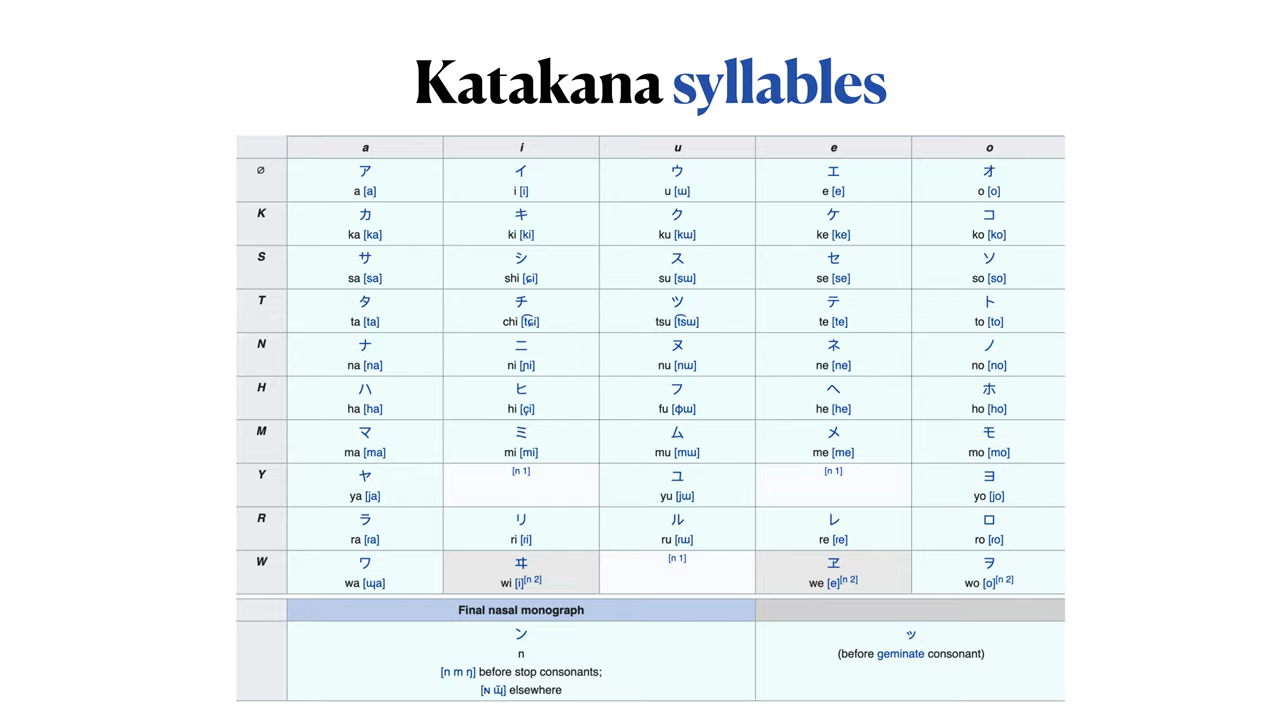 Katakana syllables
a i u e o
∅ ア イ ウ エ オ
a [a] i [i] u [ɯ] e [e] o [o]
K カ キ ク ケ コ
ka [ka] ki [ki] ku [kɯ] ke [ke] ko [ko]
S サ シ ス セ ソ
sa [sa] shi [ɕi] su [sɯ] se [se] so [so]
T タ チ ツ テ ト
ta [ta] chi [t͡ɕi] tsu [t͡sɯ] te [te] to [to]
N ナ ニ ヌ ネ ノ
na [na] ni [ɲi] nu [nɯ] ne [ne] no [no]
H ハ ヒ フ ヘ ホ
ha [ha] hi [çi] fu [ɸɯ] he [he] ho [ho]
M マ ミ ム メ モ
ma [ma] mi [mi] mu [mɯ] me [me] mo [mo]
Y ヤ [n 1] ユ [n 1] ヨ
ya [ja] yu [jɯ] yo [jo]
R ラ リ ル レ ロ
ra [ɾa] ri [ɾi] ru [ɾɯ] re [ɾe] ro [ɾo]
W ワ ヰ [n 1] ヱ ヲ
wa [ɰa] wi [i][n 2] we [e][n 2] wo [o][n 2]
Final nasal monograph
ン ッ
n (before geminate consonant)
[n m ŋ] before stop consonants;
[ɴ ɰ̃] elsewhere